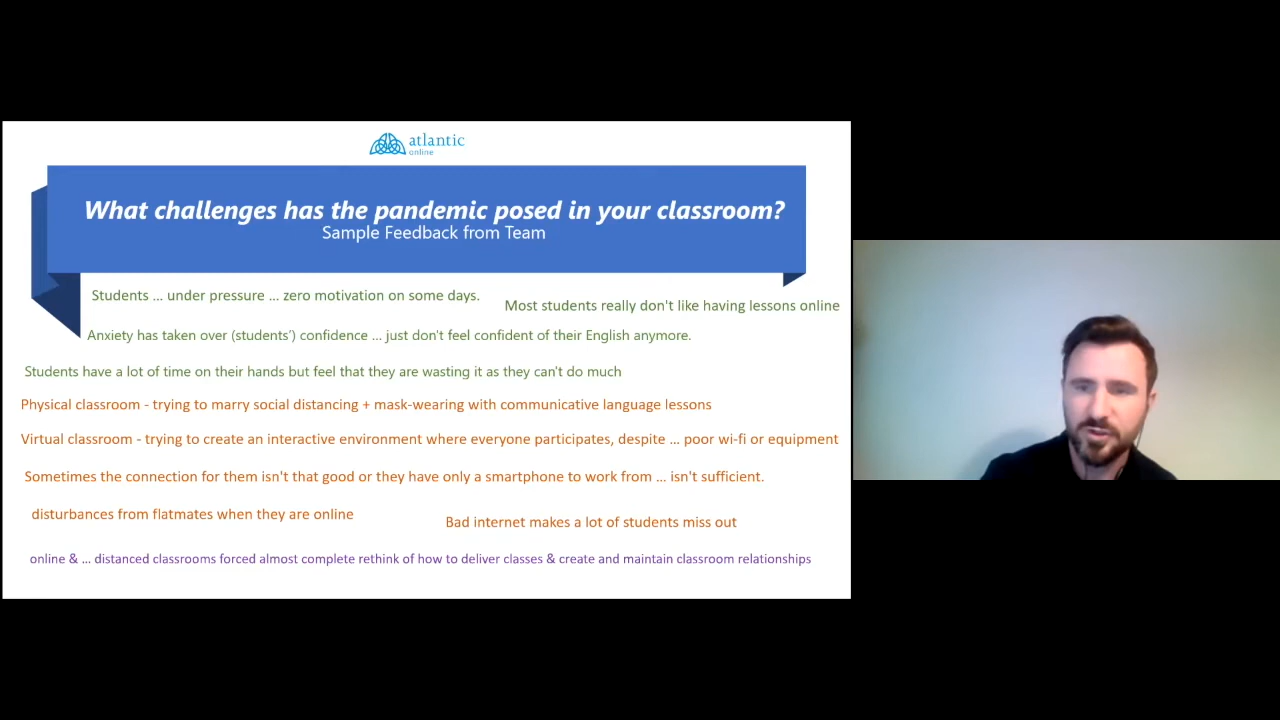 atlantic
online
What challenges has the pandemic posed in your classroom?
Sample Feedback from Team
Students ... under pressure ... zero motivation on some days.
Most students really don't like having lessons online
Anxiety has taken over (students') confidence ... just don't feel confident of their English anymore.
Students have a lot of time on their hands but feel that they are wasting it as they can't do much
Physical classroom - trying to marry social distancing + mask-wearing with communicative language lessons
Virtual classroom - trying to create an interactive environment where everyone participates, despite ... poor wi-fi or equipment
Sometimes the connection for them isn't that good or they have only a smartphone to work from ... isn't sufficient.
disturbances from flatmates when they are online
Bad internet makes a lot of students miss out
online & ... distanced classrooms forced almost complete rethink of how to deliver classes & create and maintain classroom relationships